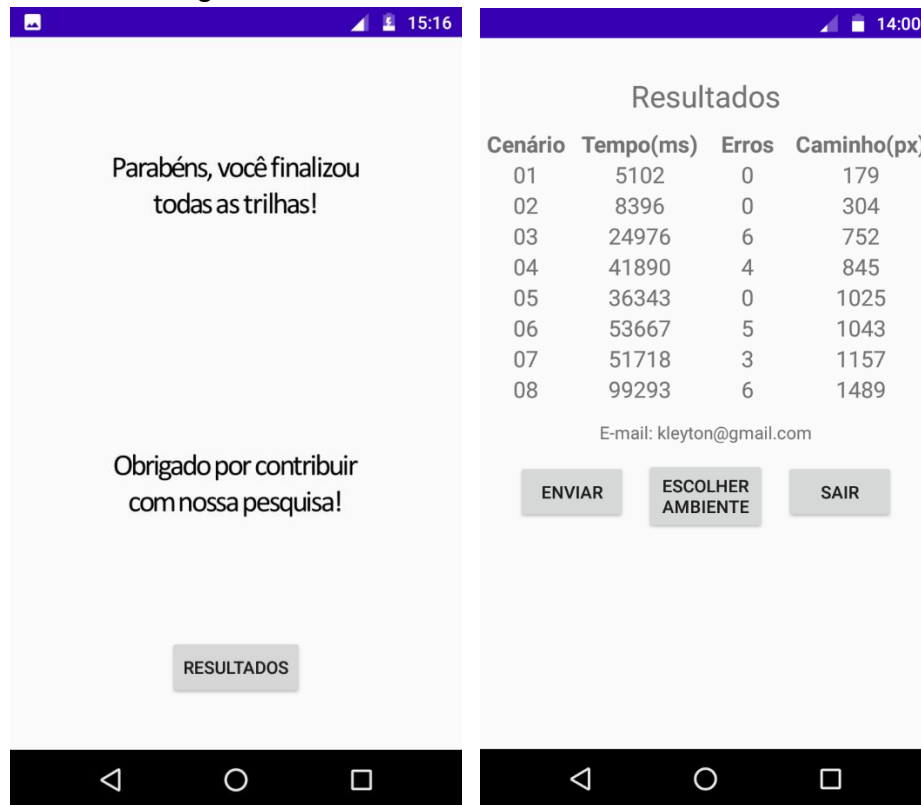 15:16
Parabéns, você finalizou
todas as trilhas!
Obrigado por contribuir
com nossa pesquisa!
RESULTADOS
14:00
Resultados
Cenário Tempo(ms) Erros Caminho(px)
01 5102 0 179
02 8396 0 304
03 24976 6 752
04 41890 4 845
05 36343 0 1025
06 53667 5 1043
07 51718 3 1157
08 99293 6 1489
E-mail: kleyton@gmail.com
ENVIAR
ESCOLHER
AMBIENTE
SAIR